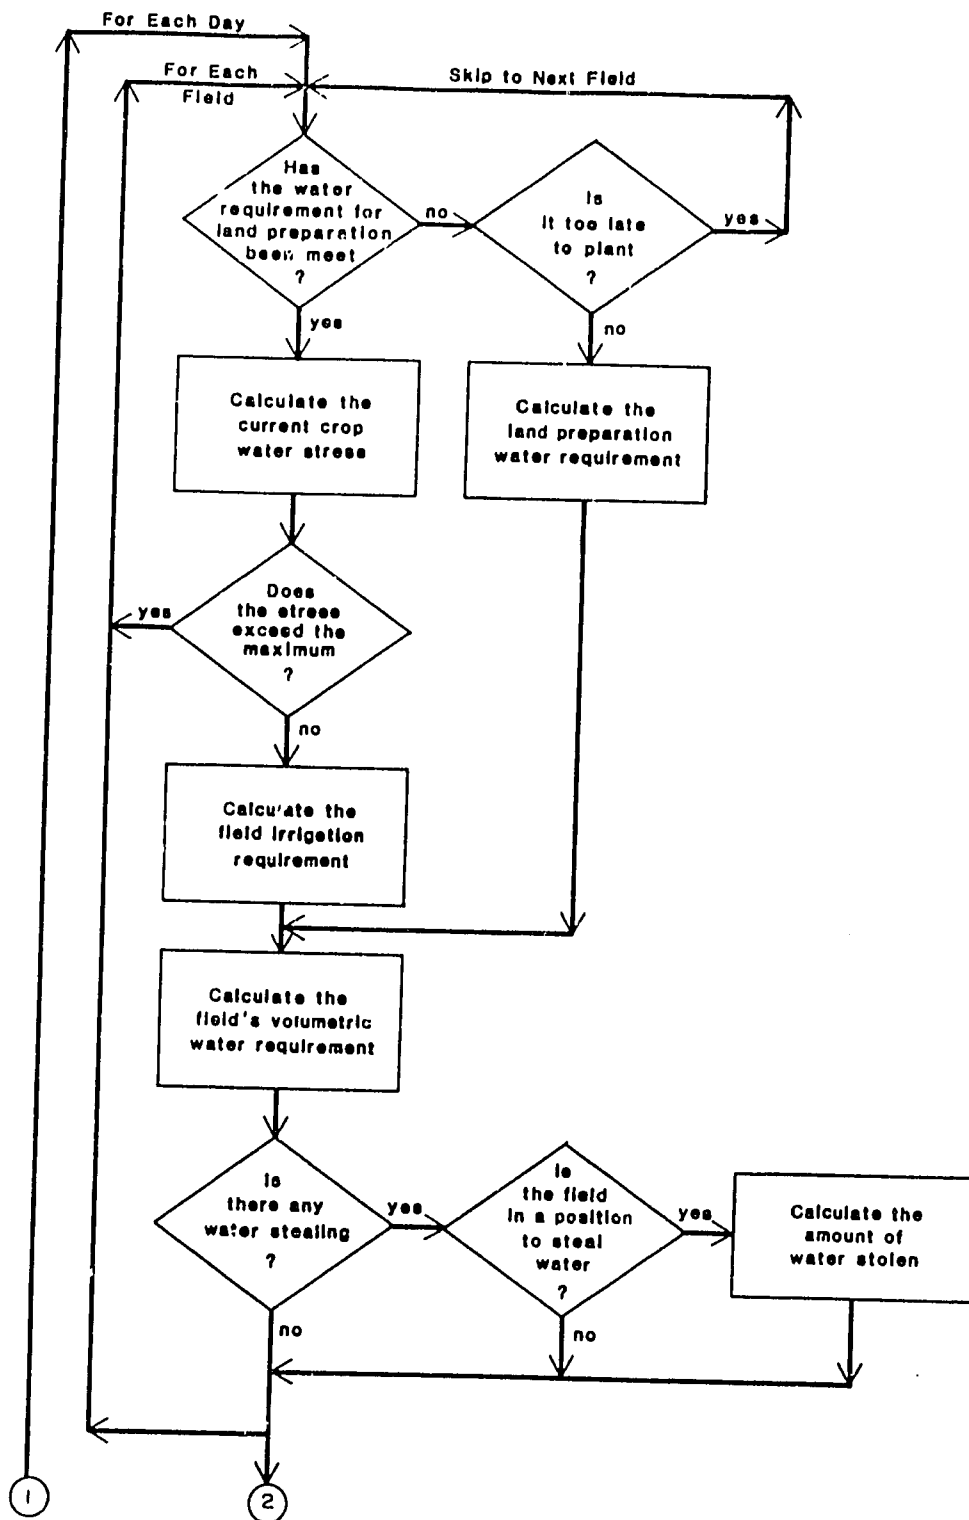 For Each Day
For Each
Field
Skip to Next Field
Has
the water
requirement for
land preparation
been meet
?
no
Is
it too late
to plant
?
yes
yes
no
Calculate the
current crop
water stress
Calculate the
land preparation
water requirement
Does
the stress
exceed the
maximum
?
yes
no
Calculate the
field irrigation
requirement
Calculate the
field's volumetric
water requirement
Is
there any
water stealing
?
yes
Is
the field
in a position
to steal
water
?
yes
Calculate the
amount of
water stolen
no
no
1
2